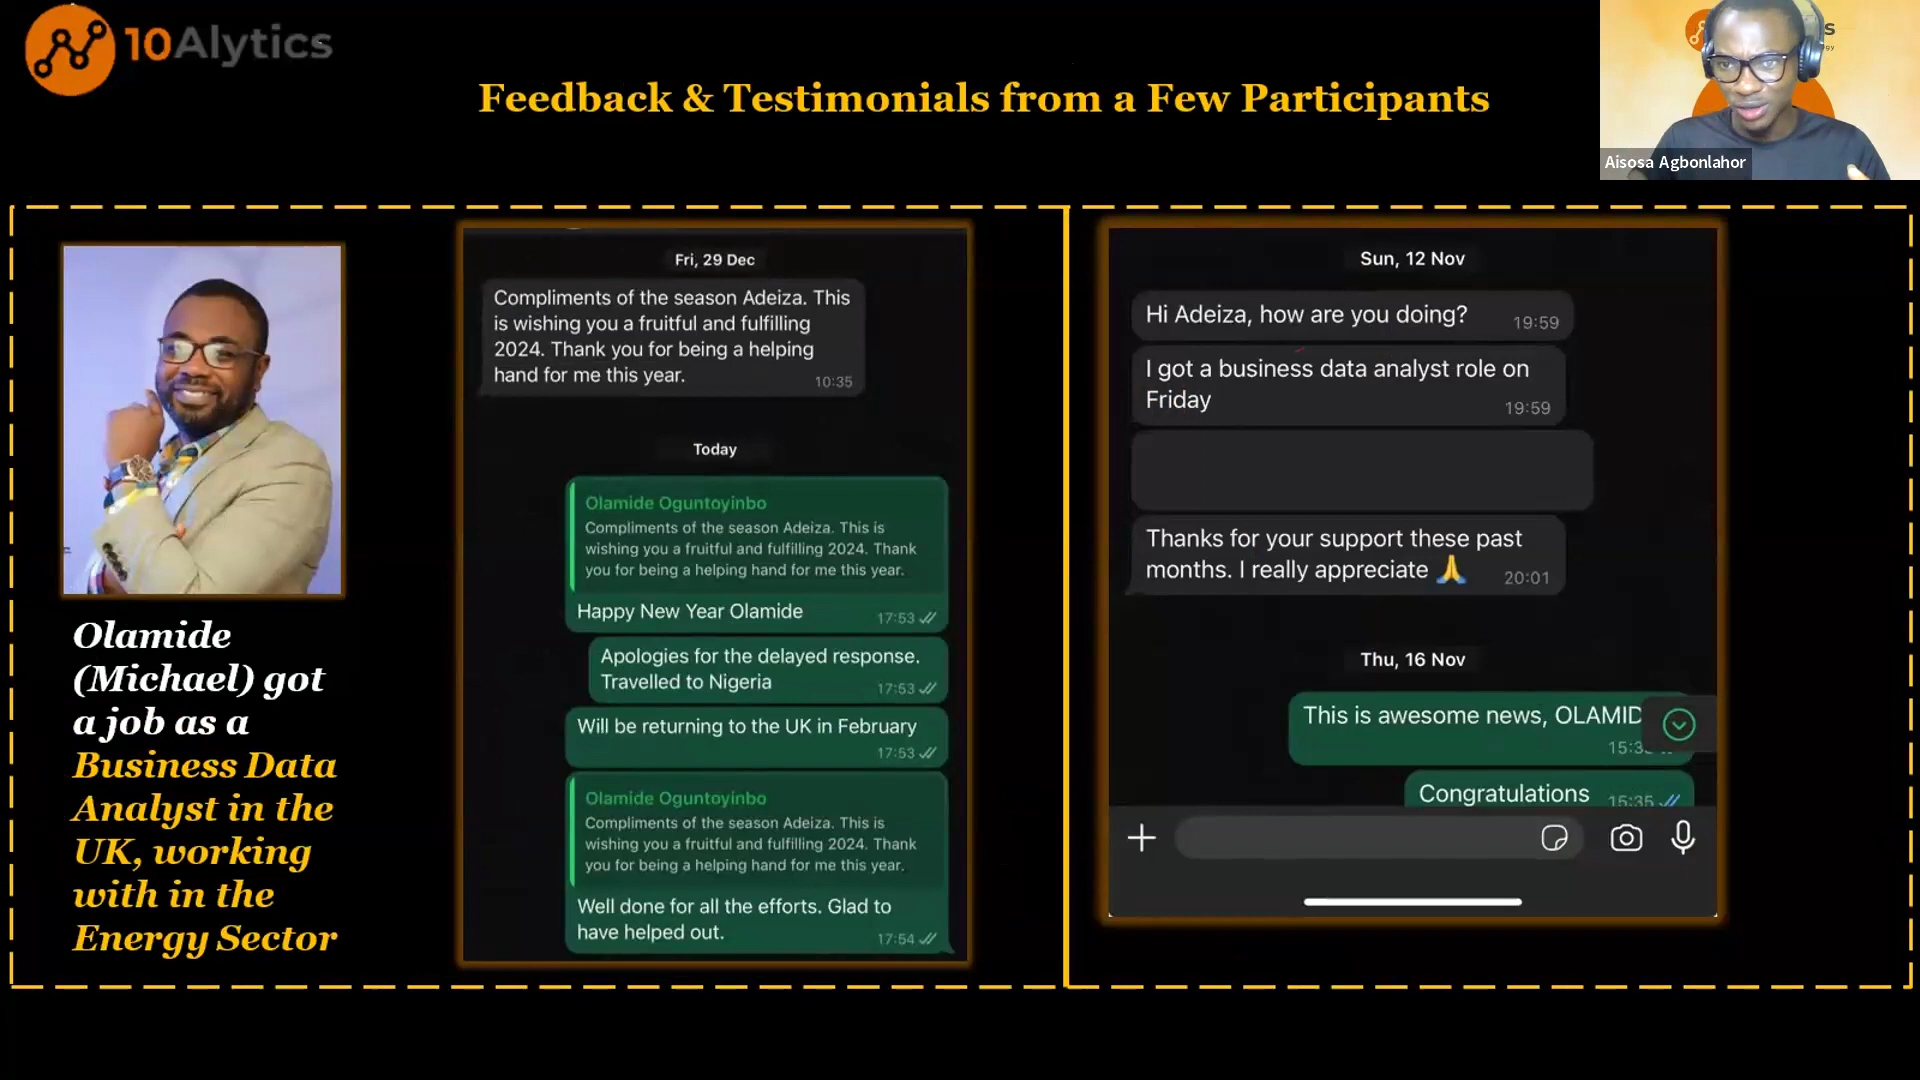 10Alytics
Feedback & Testimonials from a Few Participants
Aisosa Agbonlahor
Olamide
(Michael) got
a job as a
Business Data
Analyst in the
UK, working
with in the
Energy Sector
Fri, 29 Dec
Compliments of the season Adeiza. This
is wishing you a fruitful and fulfilling
2024. Thank you for being a helping
hand for me this year.
10:35
Today
Olamide Oguntoyinbo
Compliments of the season Adeiza. This is
wishing you a fruitful and fulfilling 2024. Thank
you for being a helping hand for me this year.
Happy New Year Olamide
17:53
Apologies for the delayed response.
Travelled to Nigeria
17:53
Will be returning to the UK in February
17:53
Olamide Oguntoyinbo
Compliments of the season Adeiza. This is
wishing you a fruitful and fulfilling 2024. Thank
you for being a helping hand for me this year.
Well done for all the efforts. Glad to
have helped out.
17:54
Sun, 12 Nov
Hi Adeiza, how are you doing?
19:59
I got a business data analyst role on
Friday
19:59
Thanks for your support these past
months. I really appreciate 🙏
20:01
Thu, 16 Nov
This is awesome news, OLAMID
Congratulations
15:35